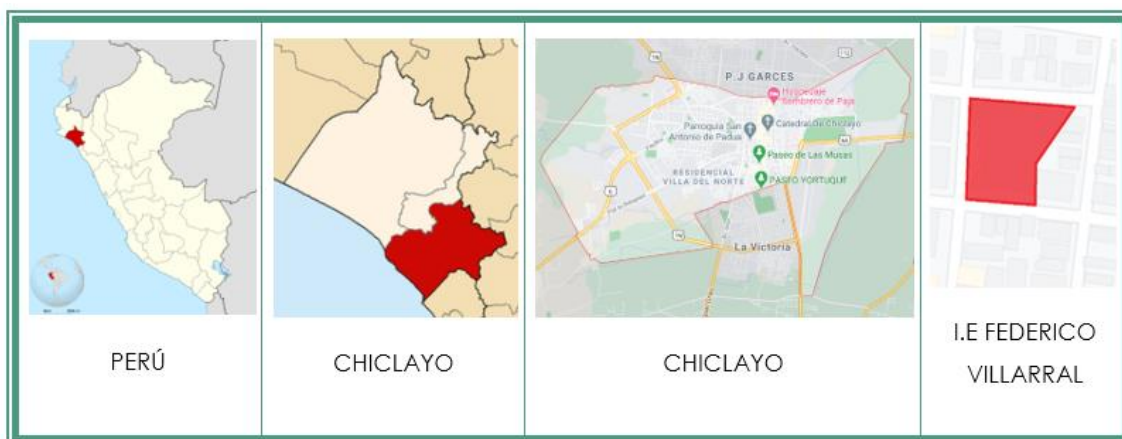 P.J GARCES
Hospedaje
Sombrero de Paja
Parroquia San
Antonio de Padua
Catedral De Chiclayo
Paseo de Las Musas
RESIDENCIAL
VILLA DEL NORTE
PASEO YORTUQUE
La Victoria
PERÚ
CHICLAYO
CHICLAYO
I.E FEDERICO
VILLARRAL